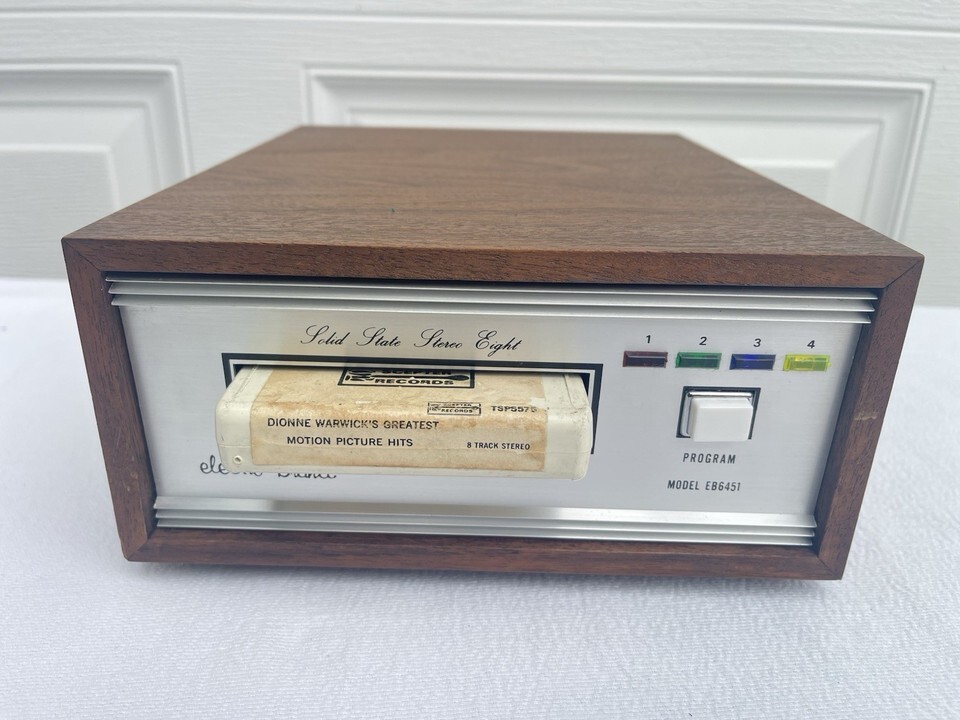 Solid State Stereo Eight
1 2 3 4
SCEPTER
RECORDS
SCEPTER
RECORDS
TSPS575
DIONNE WARWICK'S GREATEST
MOTION PICTURE HITS
8 TRACK STEREO
PROGRAM
MODEL EB6451